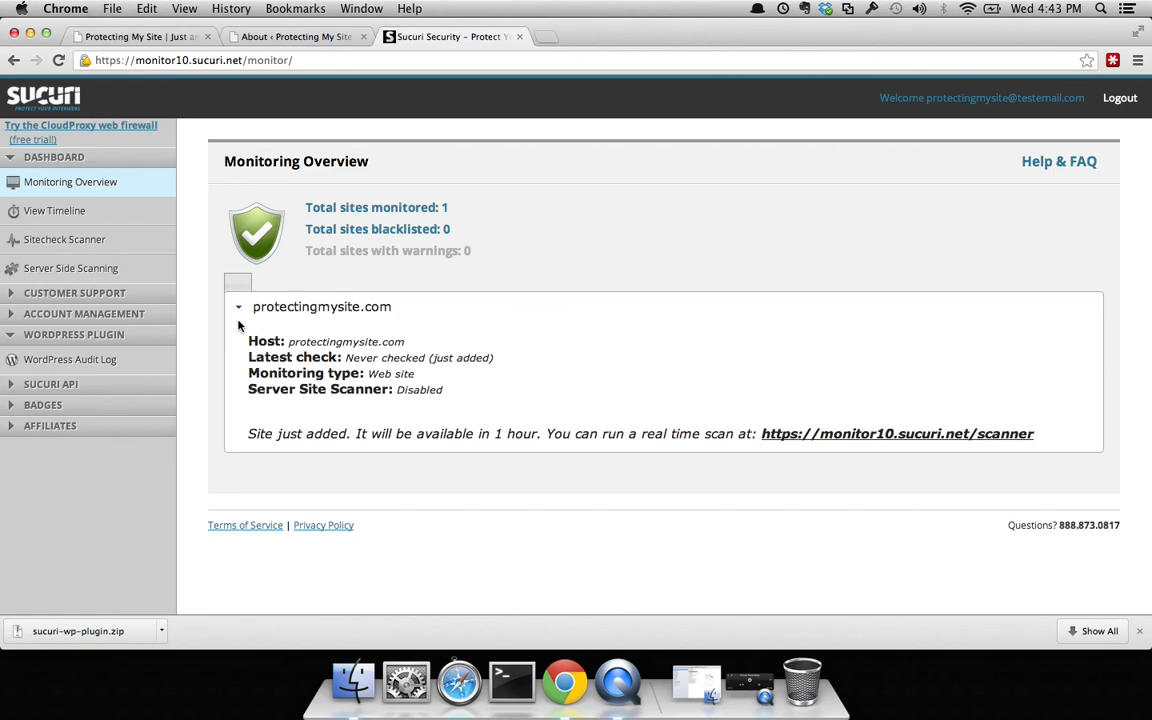 Chrome File Edit View History Bookmarks Window Help Wed 4:43 PM
Protecting My Site | Just an
About ‹ Protecting My Site
Sucuri Security – Protect Y
https://monitor10.sucuri.net/monitor/
SUCURI
PROTECT YOUR INTERWEBS
Welcome protectingmysite@testemail.com Logout
Try the CloudProxy web firewall
(free trial!)
DASHBOARD
Monitoring Overview
View Timeline
Sitecheck Scanner
Server Side Scanning
CUSTOMER SUPPORT
ACCOUNT MANAGEMENT
WORDPRESS PLUGIN
WordPress Audit Log
SUCURI API
BADGES
AFFILIATES
Monitoring Overview Help & FAQ
Total sites monitored: 1
Total sites blacklisted: 0
Total sites with warnings: 0
protectingmysite.com
Host: protectingmysite.com
Latest check: Never checked (just added)
Monitoring type: Web site
Server Site Scanner: Disabled
Site just added. It will be available in 1 hour. You can run a real time scan at: https://monitor10.sucuri.net/scanner
Terms of Service | Privacy Policy Questions? 888.873.0817
sucuri-wp-plugin.zip Show All